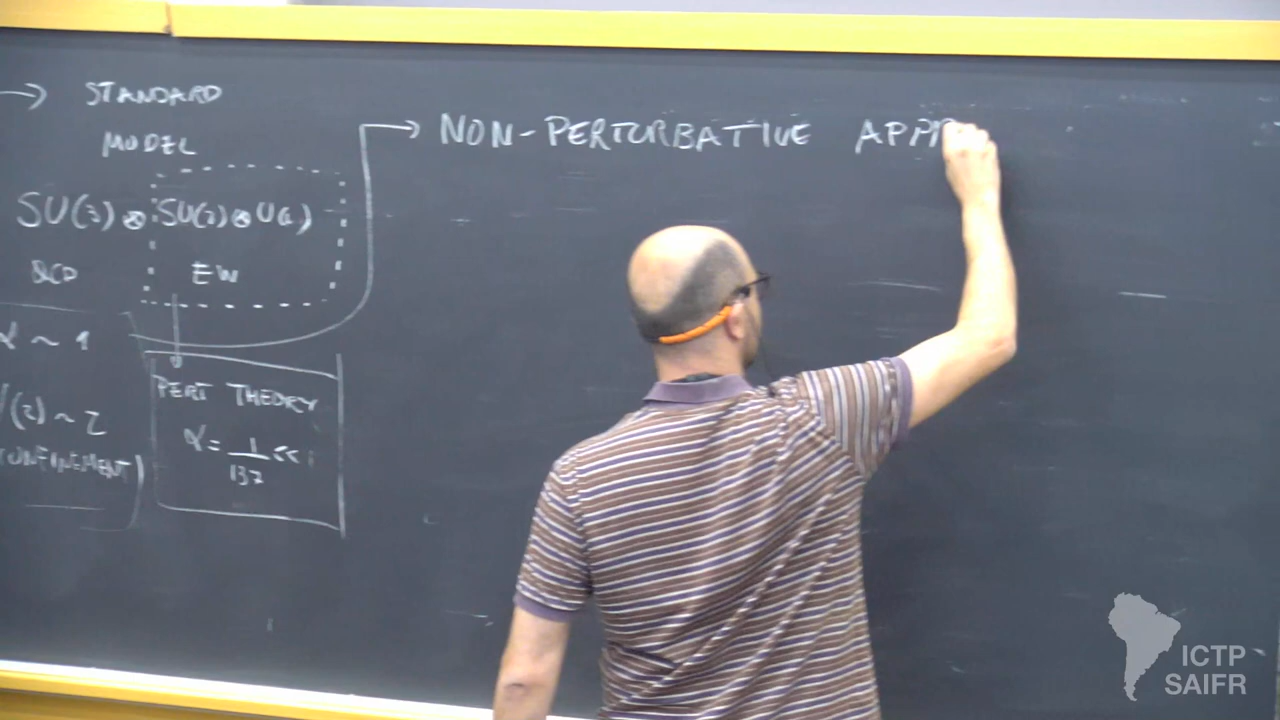 → STANDARD
MODEL
SU(3) ⊗ SU(2) ⊗ U(1)
QCD EW
α ~ 1
V(r) ~ r
CONFINEMENT)
PERT THEORY
α = 1/137 << 1
→ NON-PERTURBATIVE APP
ICTP
SAIFR